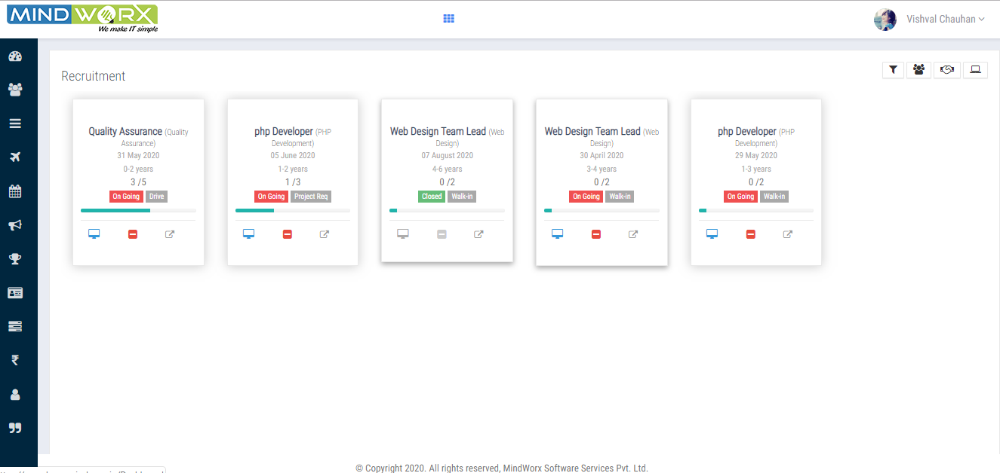 MINDWORX
We make IT simple
Vishval Chauhan
Recruitment
Quality Assurance (Quality
Assurance)
31 May 2020
0-2 years
3 /5
On Going Drive
php Developer (PHP
Development)
05 June 2020
1-2 years
1 /3
On Going Project Req
Web Design Team Lead (Web
Design)
07 August 2020
4-6 years
0 /2
Closed Walk-in
Web Design Team Lead (Web
Design)
30 April 2020
3-4 years
0 /2
On Going Walk-in
php Developer (PHP
Development)
29 May 2020
1-3 years
0 /2
On Going Walk-in
© Copyright 2020. All rights reserved, MindWorx Software Services Pvt. Ltd.